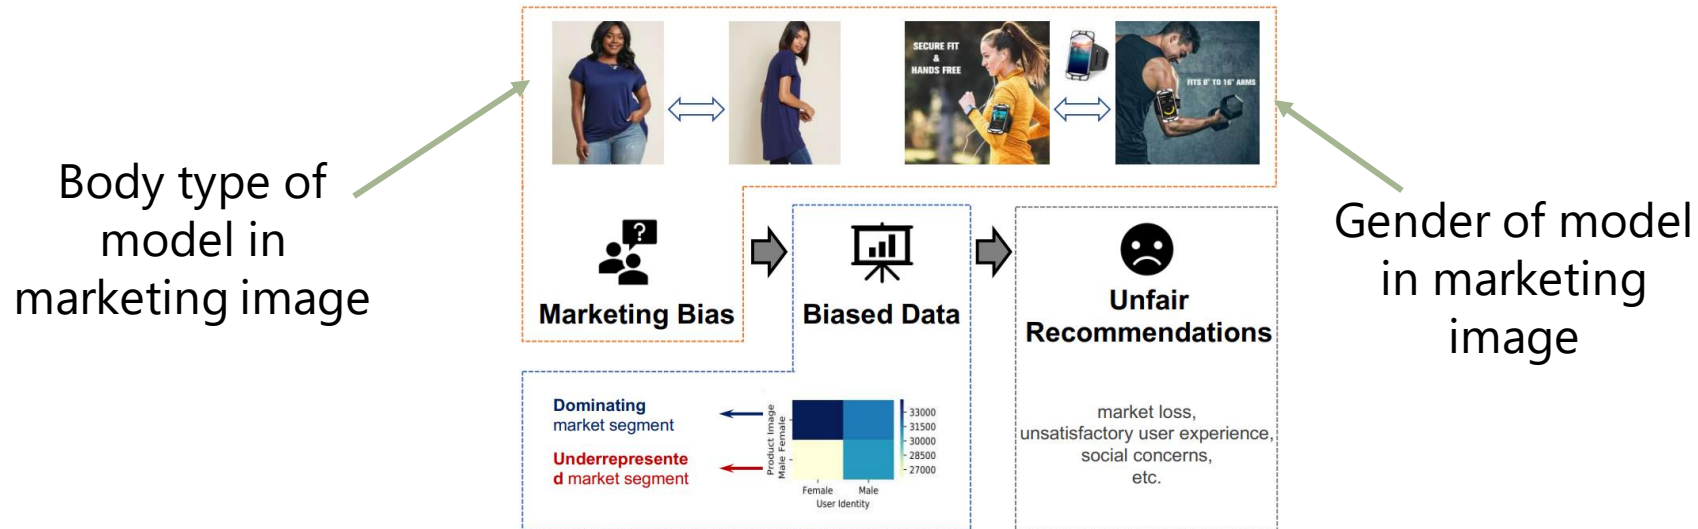 SECURE FIT
&
HANDS FREE
FITS 6" TO 16" ARMS
Body type of
model in
marketing image
Gender of model
in marketing
image
?
Marketing Bias
Biased Data
Unfair
Recommendations
Dominating
market segment
Underrepresente
d market segment
Product Image
Male Female
33000
31500
30000
28500
27000
Female Male
User Identity
market loss,
unsatisfactory user experience,
social concerns,
etc.